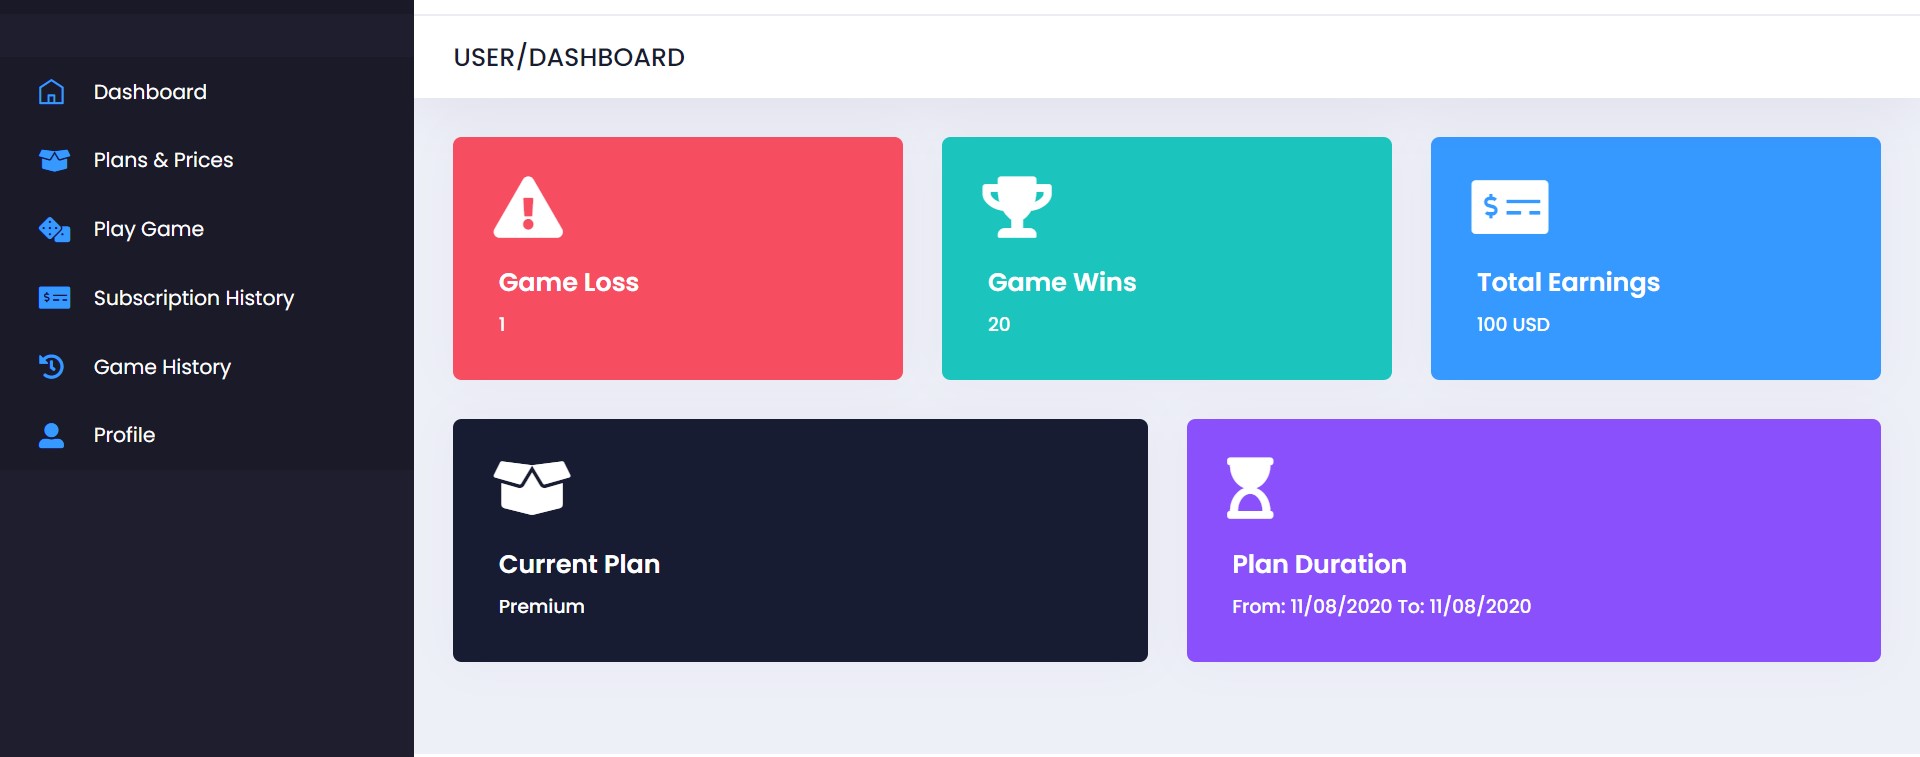 USER/DASHBOARD
Dashboard
Plans & Prices
Play Game
Subscription History
Game History
Profile
Game Loss
1
Game Wins
20
Total Earnings
100 USD
Current Plan
Premium
Plan Duration
From: 11/08/2020 To: 11/08/2020